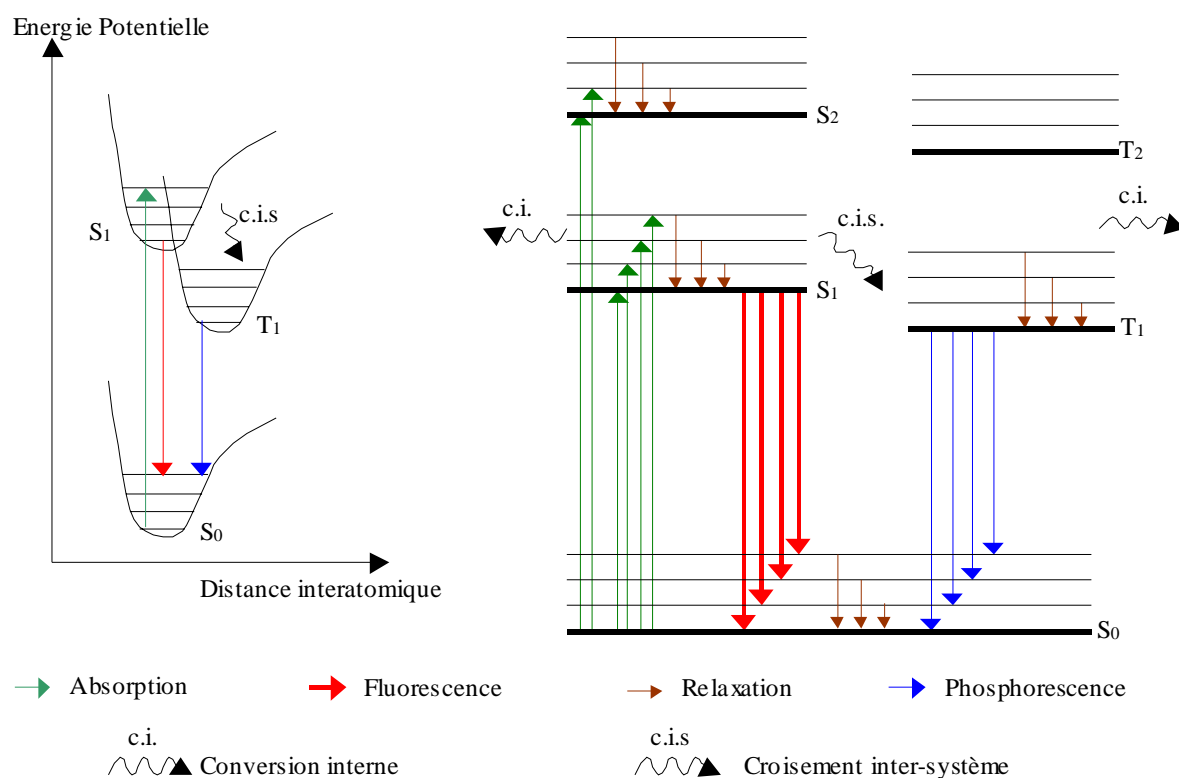 Energie Potentielle
S1
c.i.s
T1
S0
Distance interatomique
S2
T2
c.i.
c.i.s.
c.i.
S1
T1
S0
Absorption
Fluorescence
Relaxation
Phosphorescence
c.i.
Conversion interne
c.i.s
Croisement inter-système